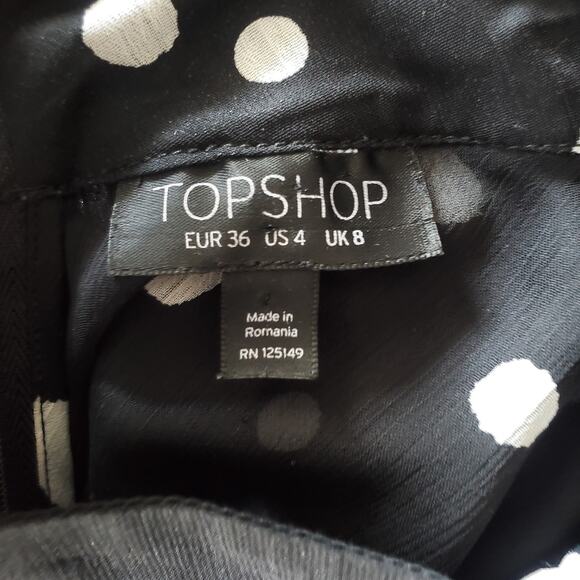 TOPSHOP
EUR 36 US 4 UK 8
Made in
Romania
RN 125149